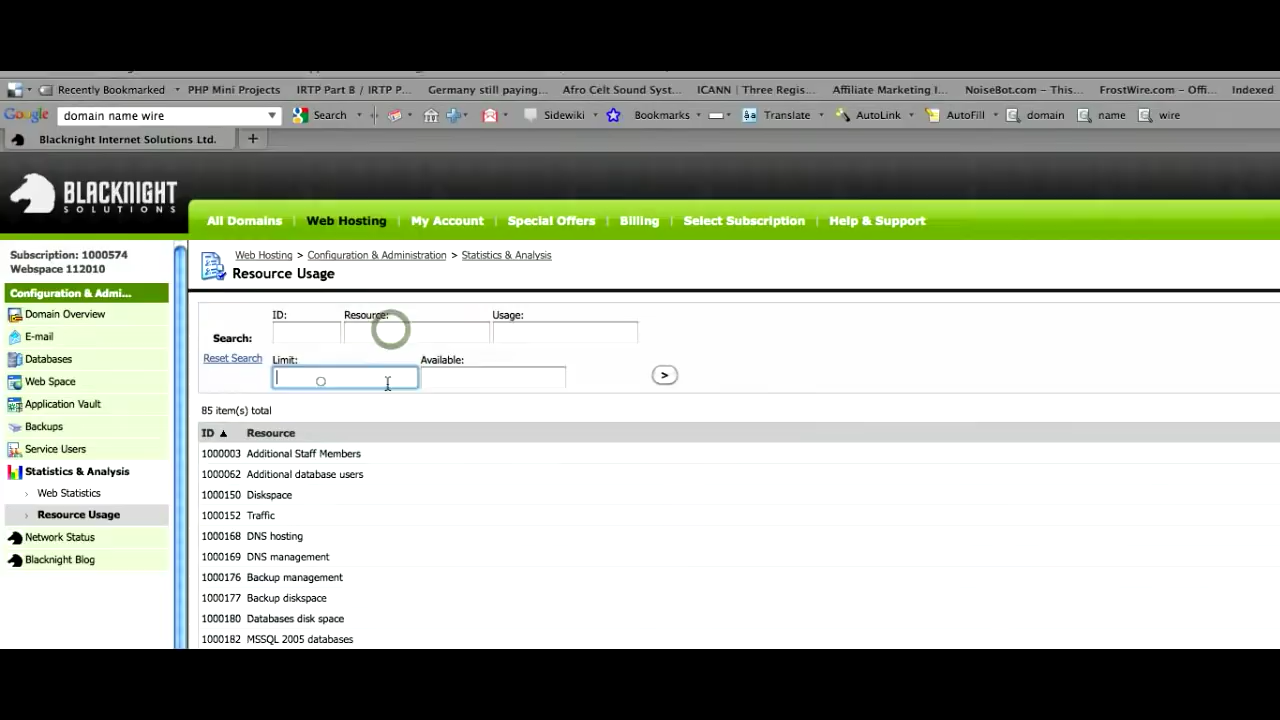 Recently Bookmarked PHP Mini Projects IRTP Part B / IRTP P... Germany still paying... Afro Celt Sound Syst... ICANN | Three Regis... Affiliate Marketing I... NoiseBot.com – This... FrostWire.com – Offi... Indexed
Google domain name wire Search Sidewiki Bookmarks Translate AutoLink AutoFill domain name wire
Blacknight Internet Solutions Ltd. +
BLACKNIGHT
SOLUTIONS
All Domains | Web Hosting | My Account | Special Offers | Billing | Select Subscription | Help & Support
Subscription: 1000574
Webspace 112010
Configuration & Admi...
Domain Overview
E-mail
Databases
Web Space
Application Vault
Backups
Service Users
Statistics & Analysis
Web Statistics
Resource Usage
Network Status
Blacknight Blog
Web Hosting > Configuration & Administration > Statistics & Analysis
Resource Usage
ID: Resource: Usage:
Search:
Reset Search Limit: Available:
>
85 item(s) total
ID Resource
1000003 Additional Staff Members
1000062 Additional database users
1000150 Diskspace
1000152 Traffic
1000168 DNS hosting
1000169 DNS management
1000176 Backup management
1000177 Backup diskspace
1000180 Databases disk space
1000182 MSSQL 2005 databases